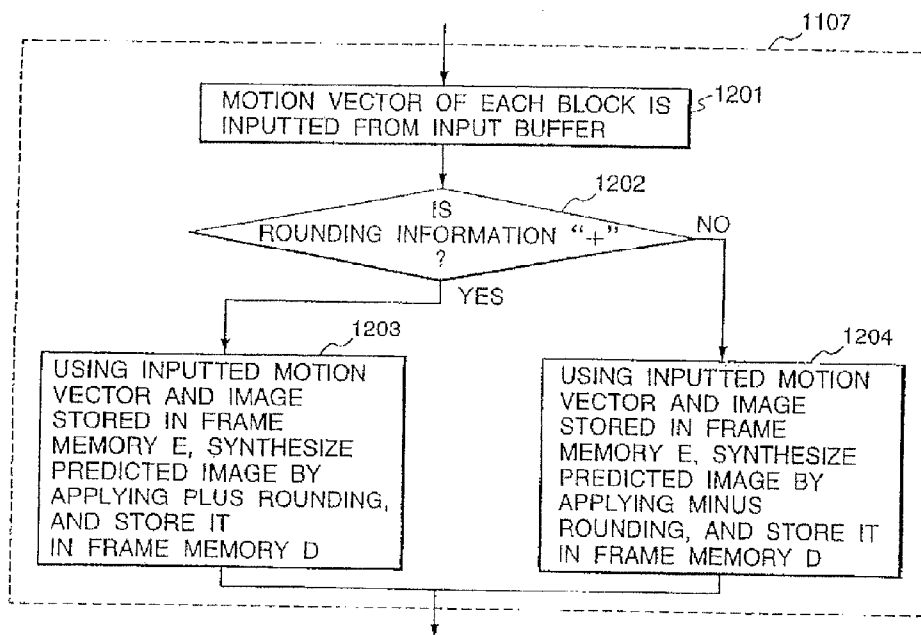 1107
MOTION VECTOR OF EACH BLOCK IS
INPUTTED FROM INPUT BUFFER
1201
1202
IS
ROUNDING INFORMATION “+”
?
NO
YES
1203
USING INPUTTED MOTION
VECTOR AND IMAGE
STORED IN FRAME
MEMORY E, SYNTHESIZE
PREDICTED IMAGE BY
APPLYING PLUS ROUNDING,
AND STORE IT
IN FRAME MEMORY D
1204
USING INPUTTED MOTION
VECTOR AND IMAGE
STORED IN FRAME
MEMORY E, SYNTHESIZE
PREDICTED IMAGE BY
APPLYING MINUS
ROUNDING, AND STORE IT
IN FRAME MEMORY D